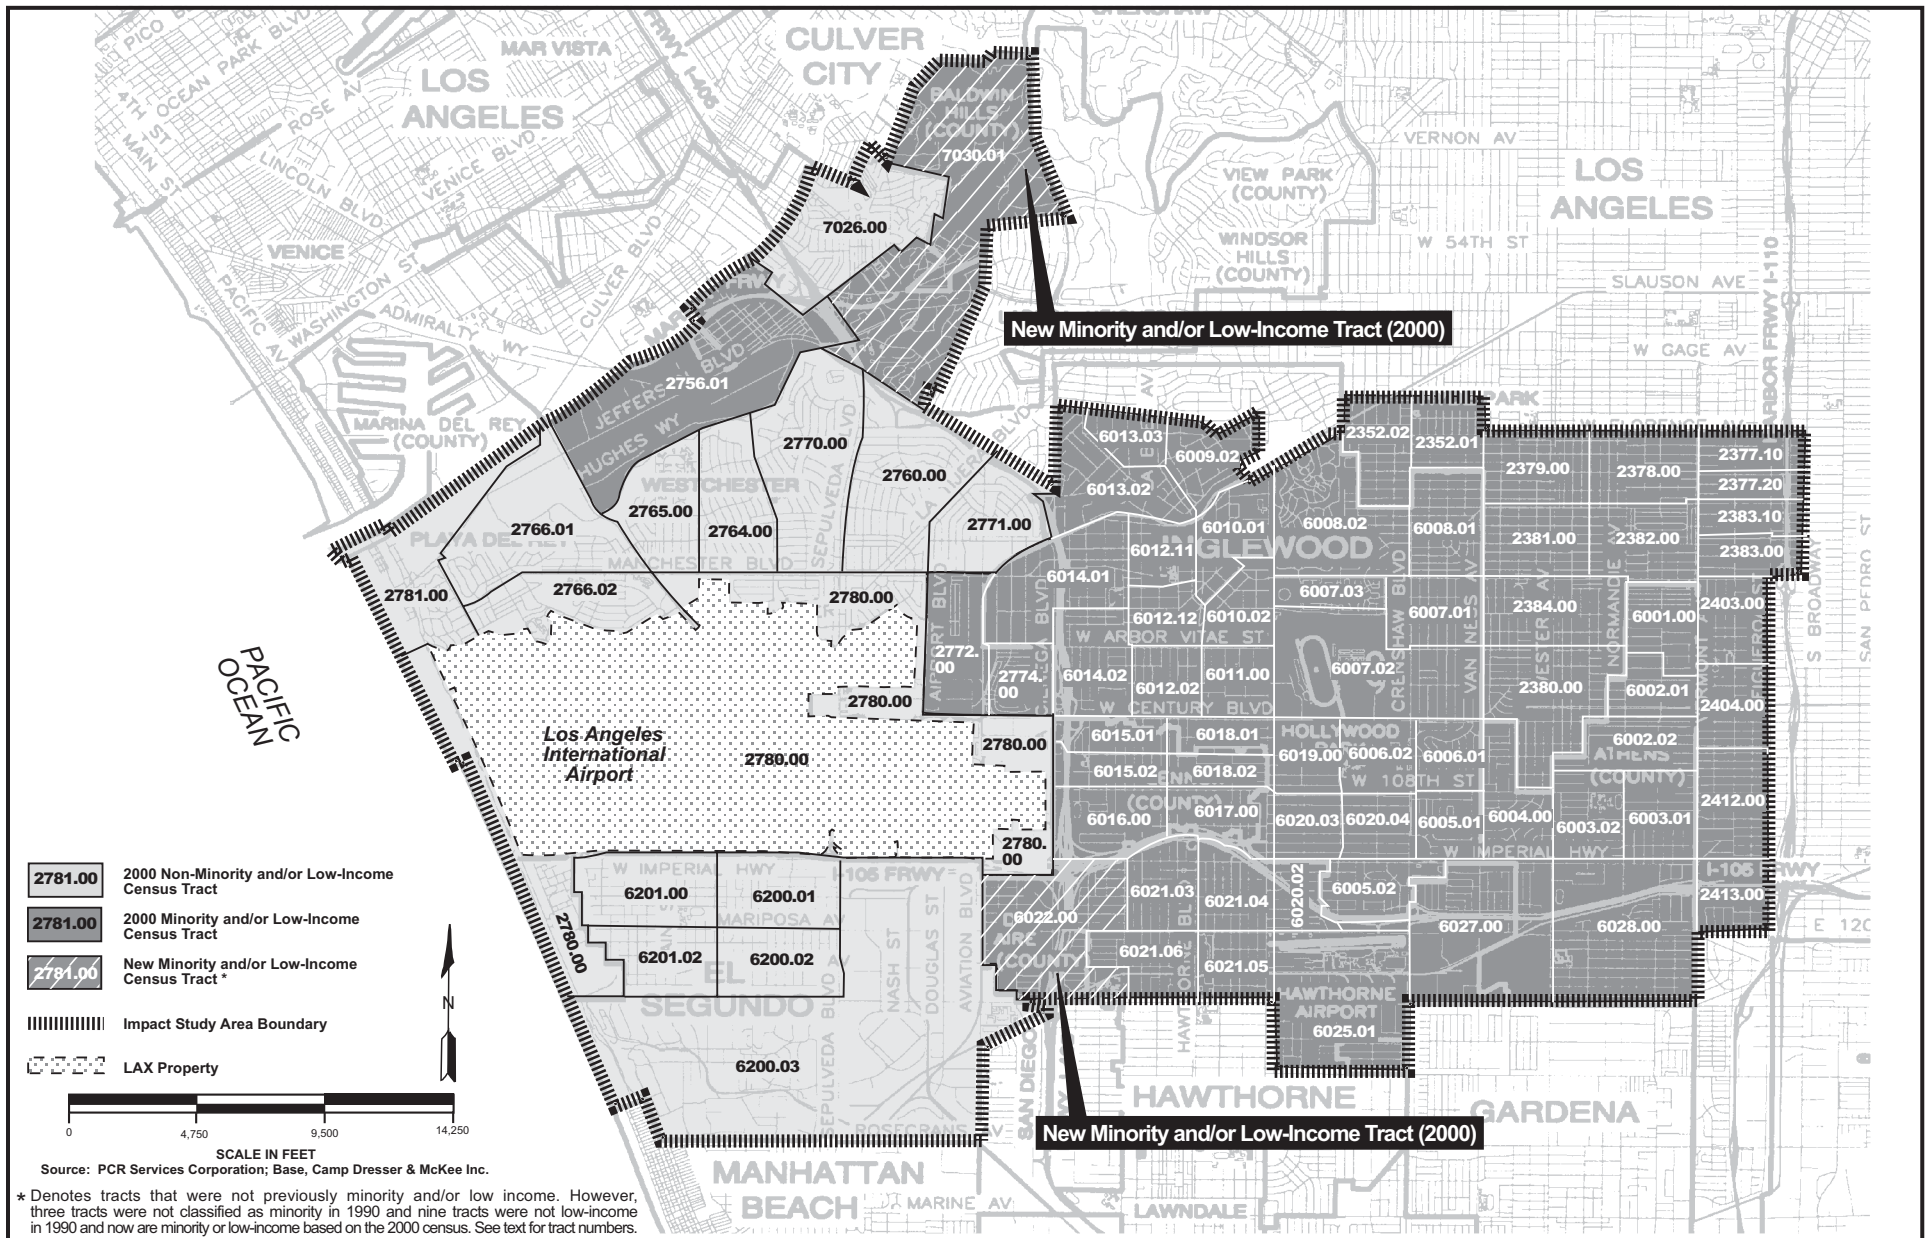 PICO BLVD
OCEAN PARK BLVD
MAR VISTA
CULVER
CITY
FRWY I-405
LOS
ANGELES
4TH ST
MAIN ST
ROSE AV
LINCOLN BLVD
VENICE BLVD
VENICE
WASHINGTON ST
PACIFIC AV
ADMIRALTY WY
CULVER BLVD
MARINA DEL REY
(COUNTY)
BALDWIN
HILLS
(COUNTY)
7030.01
7026.00
VERNON AV
VIEW PARK
(COUNTY)
WINDSOR
HILLS
(COUNTY)
LOS
ANGELES
W 54TH ST
SLAUSON AVE
W GAGE AV
HARBOR FRWY I-110
New Minority and/or Low-Income Tract (2000)
FRWY
2756.01
JEFFERSON BLVD
HUGHES WY
2770.00
2760.00
2771.00
WESTCHESTER
2765.00
2764.00
2766.01
PLAYA DEL REY
MANCHESTER BLVD
SEPULVEDA BLVD
2781.00
2766.02
2780.00
PARK
W FLORENCE AV
6013.03
6009.02
6013.02
2352.02
2352.01
2379.00
2378.00
2377.10
2377.20
2383.10
2383.00
6010.01
6008.02
6008.01
2381.00
2382.00
6012.11
INGLEWOOD
6014.01
6007.03
6007.01
2384.00
6001.00
2403.00
6012.12
6010.02
W ARBOR VITAE ST
AIRPORT BLVD
2772.
00
2774.
00
6014.02
6012.02
6011.00
6007.02
CRENSHAW BLVD
VAN NESS AV
WESTERN AV
NORMANDIE AV
2380.00
6002.01
2404.00
S BROADWAY
SAN PEDRO ST
W CENTURY BLVD
2780.00
2780.00
Los Angeles
International
Airport
2780.00
2780.
00
PACIFIC
OCEAN
6015.01
6018.01
HOLLYWOOD
PARK
6019.00
6006.02
6006.01
6002.02
ATHENS
(COUNTY)
6015.02
6018.02
W 108TH ST
(COUNTY)
6016.00
6017.00
6020.03
6020.04
6005.01
6004.00
6003.02
6003.01
2412.00
W IMPERIAL HWY
I-105 FRWY
W IMPERIAL HWY
I-105 FRWY
6201.00
6200.01
MARIPOSA AV
6201.02
6200.02
2780.00
EL
SEGUNDO
SEPULVEDA BLVD
NASH ST
DOUGLAS ST
AVIATION BLVD
6200.03
ROSECRANS AV
6022.00
6021.03
6021.04
6020.02
6005.02
6027.00
6028.00
2413.00
6021.06
6021.05
HAWTHORNE
AIRPORT
6025.01
SAN DIEGO
New Minority and/or Low-Income Tract (2000)
HAWTHORNE
GARDENA
MANHATTAN
BEACH
MARINE AV
LAWNDALE
2781.00 2000 Non-Minority and/or Low-Income
Census Tract
2781.00 2000 Minority and/or Low-Income
Census Tract
2781.00 New Minority and/or Low-Income
Census Tract *
Impact Study Area Boundary
LAX Property
N
0 4,750 9,500 14,250
SCALE IN FEET
Source: PCR Services Corporation; Base, Camp Dresser & McKee Inc.
* Denotes tracts that were not previously minority and/or low income. However,
three tracts were not classified as minority in 1990 and nine tracts were not low-income
in 1990 and now are minority or low-income based on the 2000 census. See text for tract numbers.